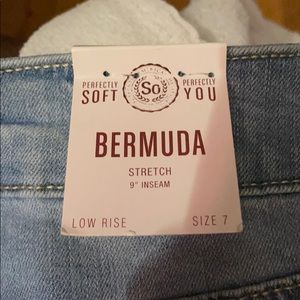 PERFECTLY SOFT
So
PERFECTLY YOU
BERMUDA
STRETCH
9" INSEAM
LOW RISE SIZE 7